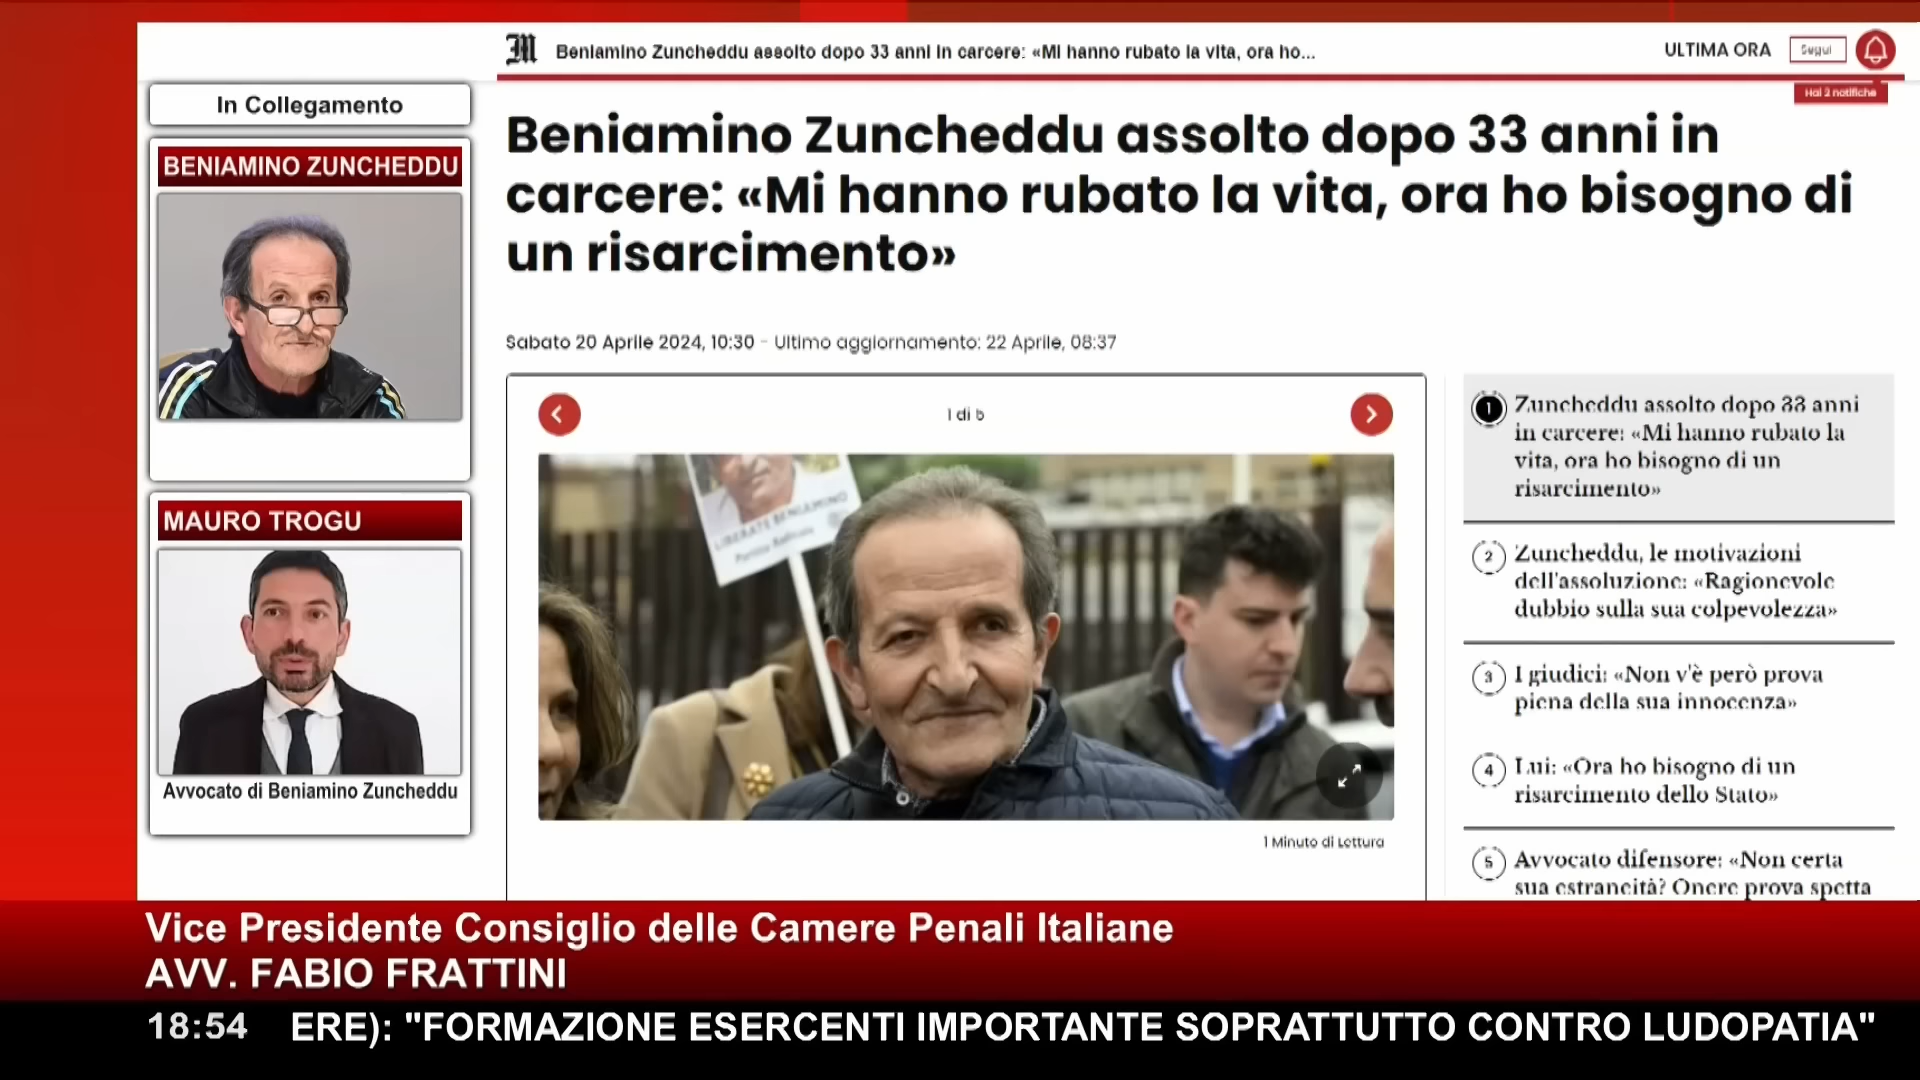 Beniamino Zuncheddu assolto dopo 33 anni in carcere: «Mi hanno rubato la vita, ora ho...
ULTIMA ORA
Segui
Hai 2 notifiche
In Collegamento
BENIAMINO ZUNCHEDDU
MAURO TROGU
Avvocato di Beniamino Zuncheddu
Beniamino Zuncheddu assolto dopo 33 anni in
carcere: «Mi hanno rubato la vita, ora ho bisogno di
un risarcimento»
Sabato 20 Aprile 2024, 10:30 - Ultimo aggiornamento: 22 Aprile, 08:37
1 di 6
LIBERATE BENIAMINO
1 Minuto di Lettura
1 Zuncheddu assolto dopo 33 anni
in carcere: «Mi hanno rubato la
vita, ora ho bisogno di un
risarcimento»
2 Zuncheddu, le motivazioni
dell'assoluzione: «Ragionevole
dubbio sulla sua colpevolezza»
3 I giudici: «Non v'è però prova
piena della sua innocenza»
4 Lui: «Ora ho bisogno di un
risarcimento dello Stato»
5 Avvocato difensore: «Non certa
sua estraneità? Onere prova spetta
Vice Presidente Consiglio delle Camere Penali Italiane
AVV. FABIO FRATTINI
18:54 ERE): "FORMAZIONE ESERCENTI IMPORTANTE SOPRATTUTTO CONTRO LUDOPATIA"